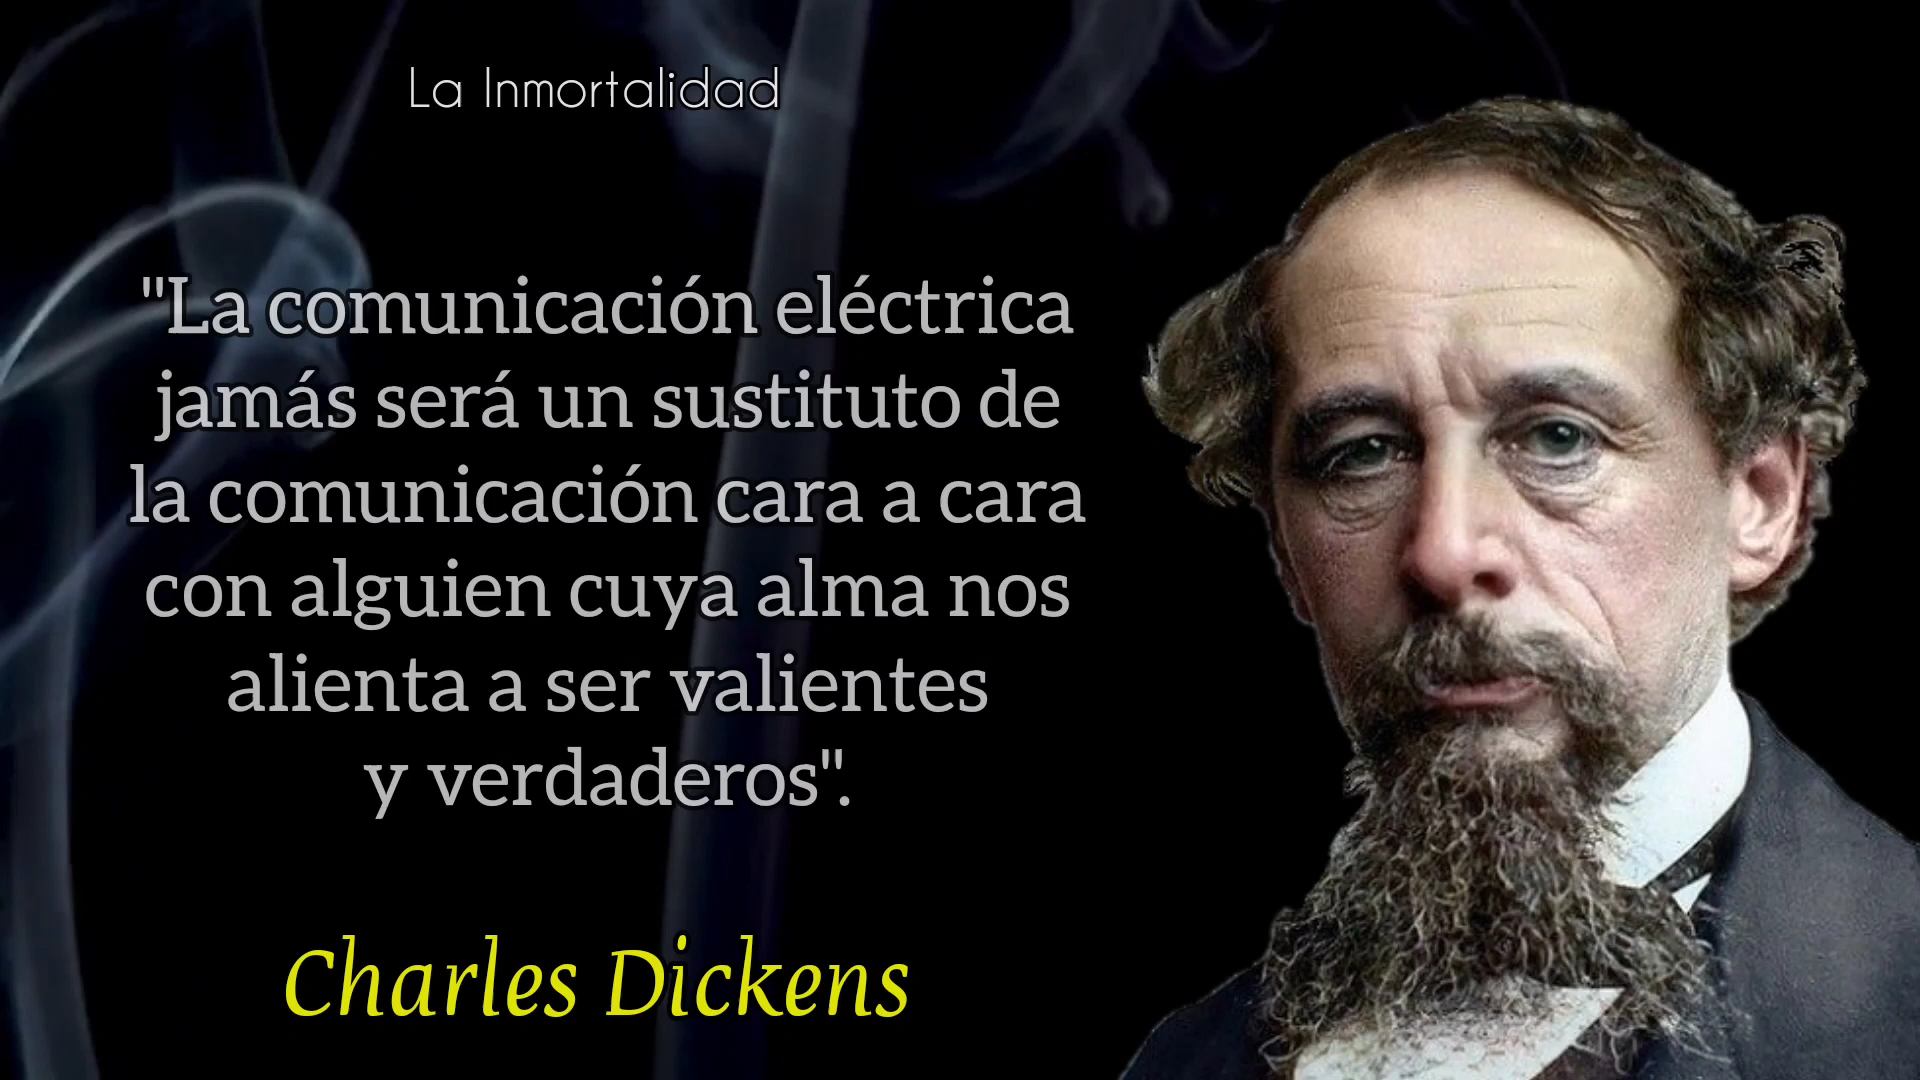 La Inmortalidad
"La comunicación eléctrica
jamás será un sustituto de
la comunicación cara a cara
con alguien cuya alma nos
alienta a ser valientes
y verdaderos".
Charles Dickens